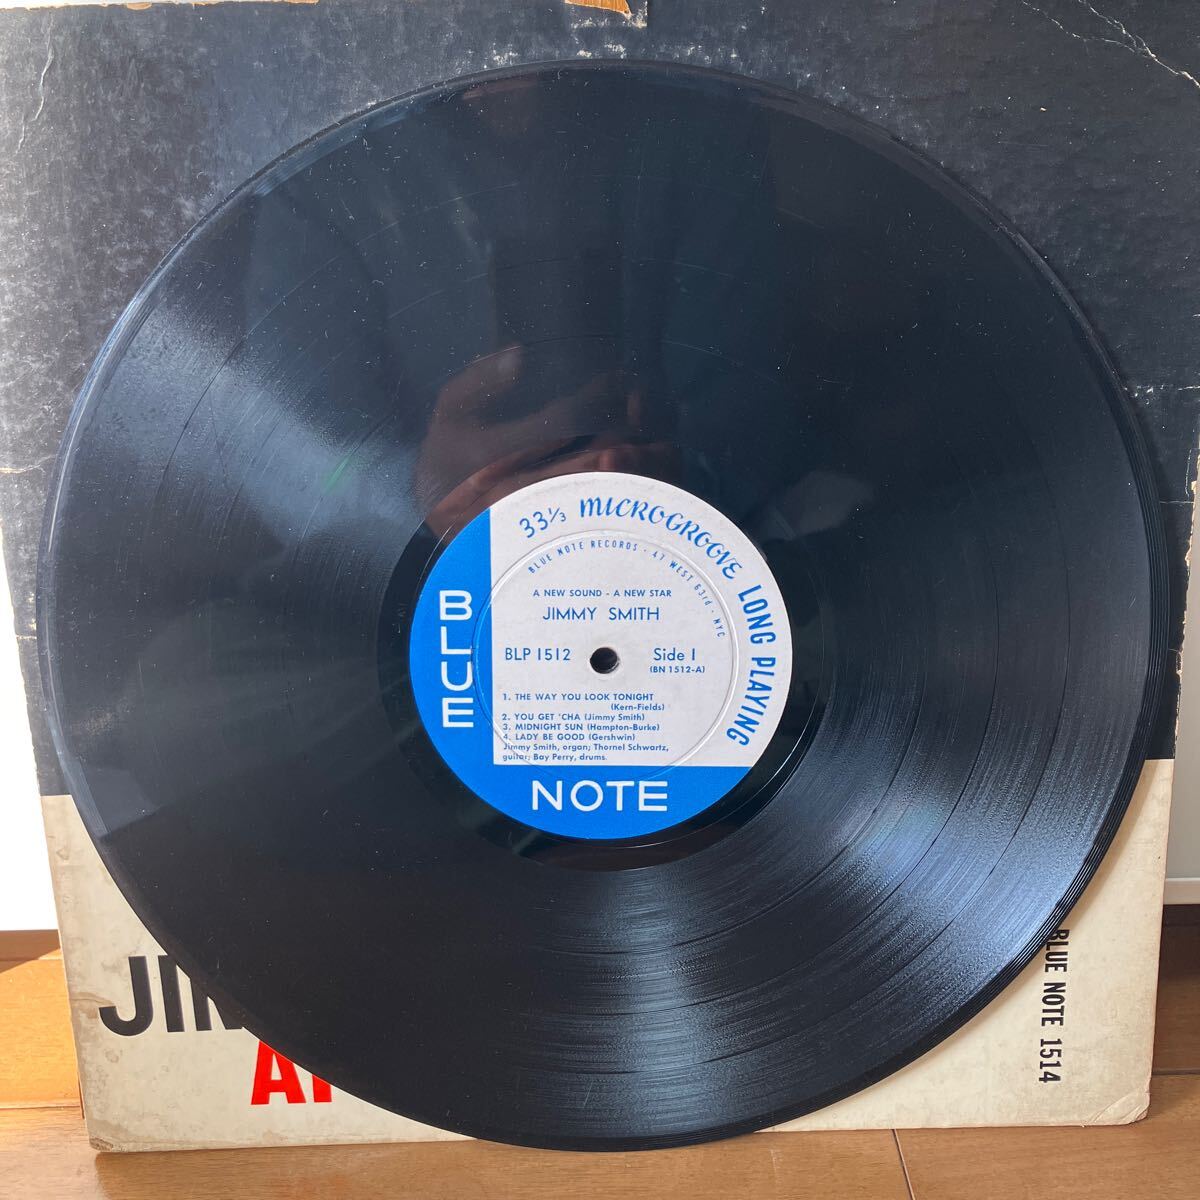 33⅓ MICROGROOVE LONG PLAYING
BLUE NOTE RECORDS · 47 WEST 63rd · NYC
A NEW SOUND - A NEW STAR
JIMMY SMITH
BLP 1512 Side 1
(BN 1512-A)
1. THE WAY YOU LOOK TONIGHT
(Kern-Fields)
2. YOU GET 'CHA (Jimmy Smith)
3. MIDNIGHT SUN (Hampton-Burke)
4. LADY BE GOOD (Gershwin)
Jimmy Smith, organ; Thornel Schwartz,
guitar; Bay Perry, drums.
BLUE
NOTE
JIM
A
BLUE NOTE 1514